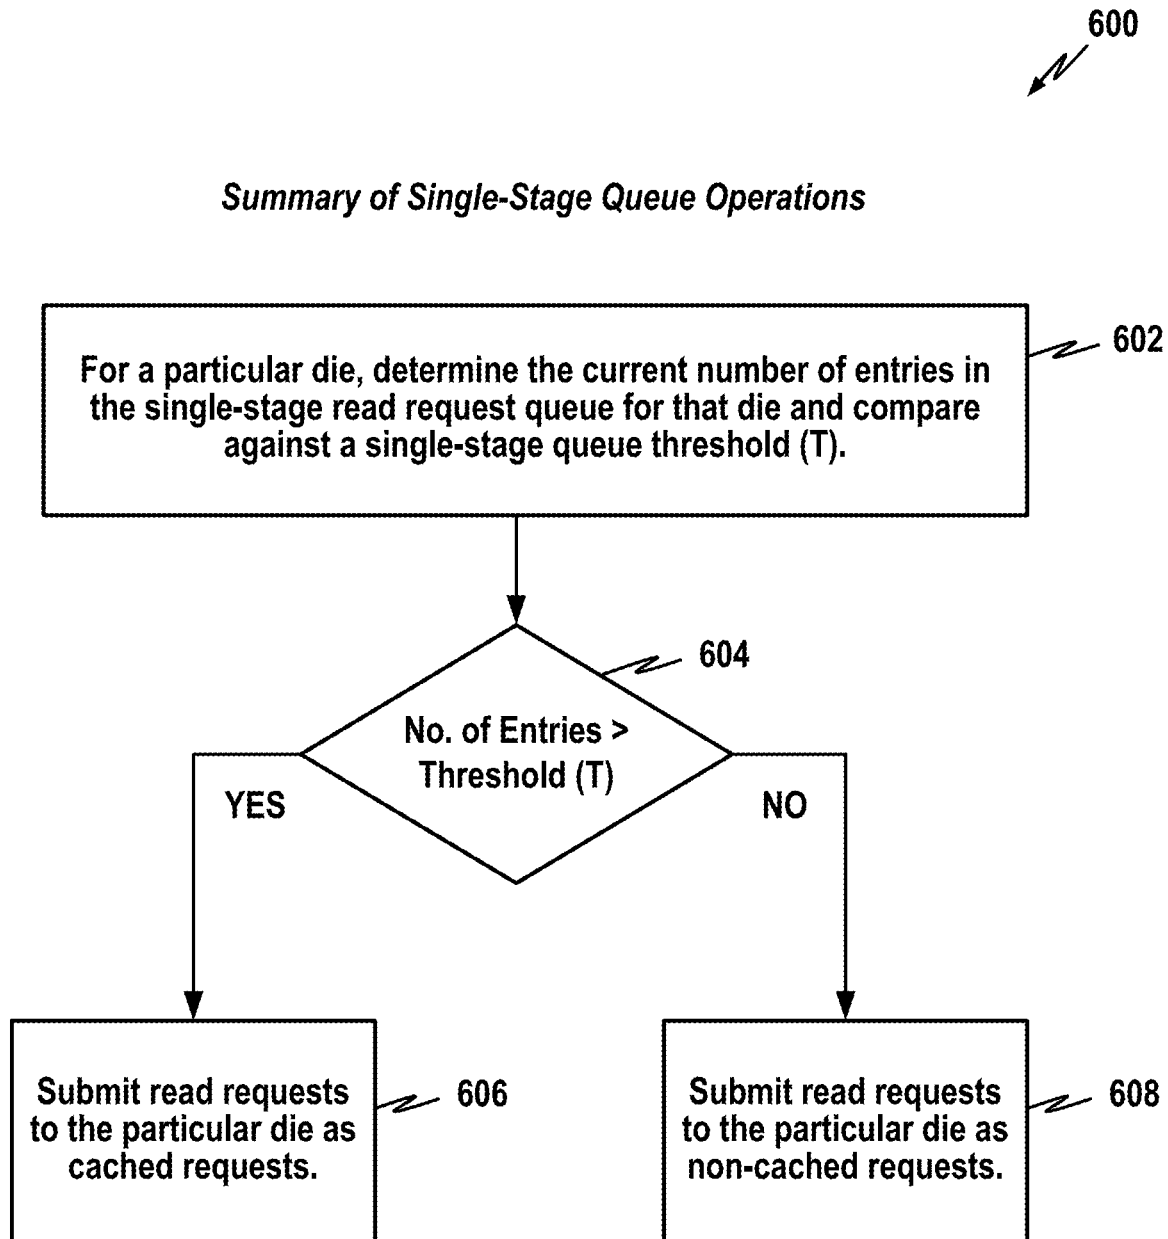 600
Summary of Single-Stage Queue Operations
For a particular die, determine the current number of entries in
the single-stage read request queue for that die and compare
against a single-stage queue threshold (T).
602
604
No. of Entries >
Threshold (T)
YES
NO
Submit read requests
to the particular die as
cached requests.
606
Submit read requests
to the particular die as
non-cached requests.
608